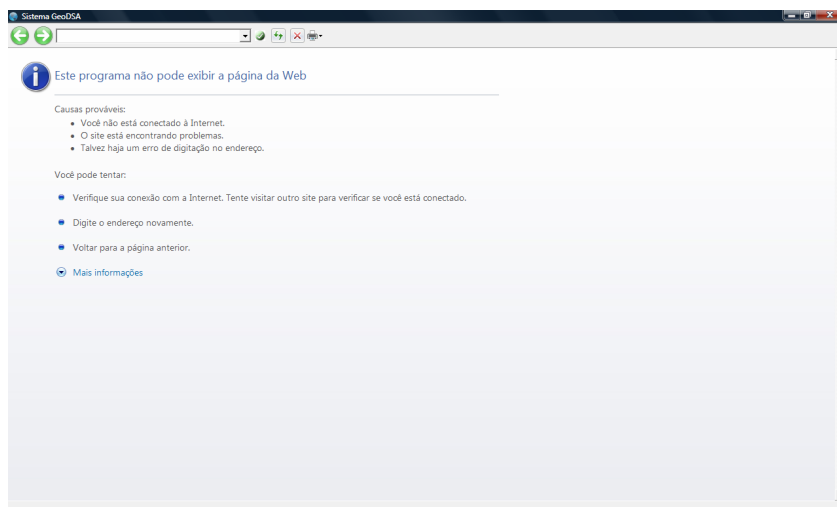 Sistema GeoDSA
Este programa não pode exibir a página da Web
Causas prováveis:
Você não está conectado à Internet.
O site está encontrando problemas.
Talvez haja um erro de digitação no endereço.
Você pode tentar:
Verifique sua conexão com a Internet. Tente visitar outro site para verificar se você está conectado.
Digite o endereço novamente.
Voltar para a página anterior.
Mais informações